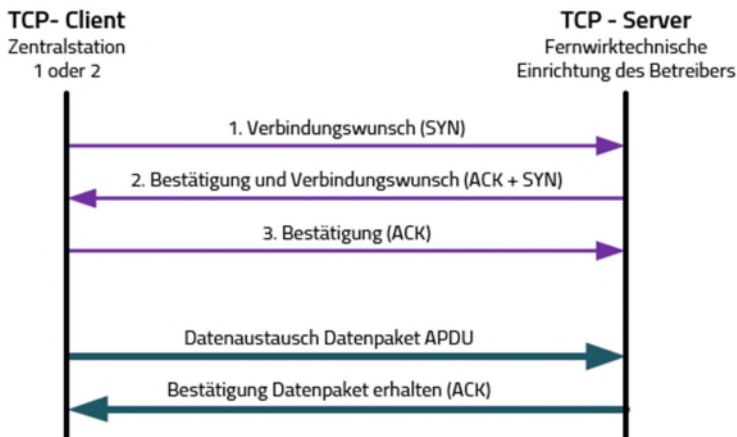 TCP- Client
Zentralstation
1 oder 2
TCP - Server
Fernwirktechnische
Einrichtung des Betreibers
1. Verbindungswunsch (SYN)
2. Bestätigung und Verbindungswunsch (ACK + SYN)
3. Bestätigung (ACK)
Datenaustausch Datenpaket APDU
Bestätigung Datenpaket erhalten (ACK)